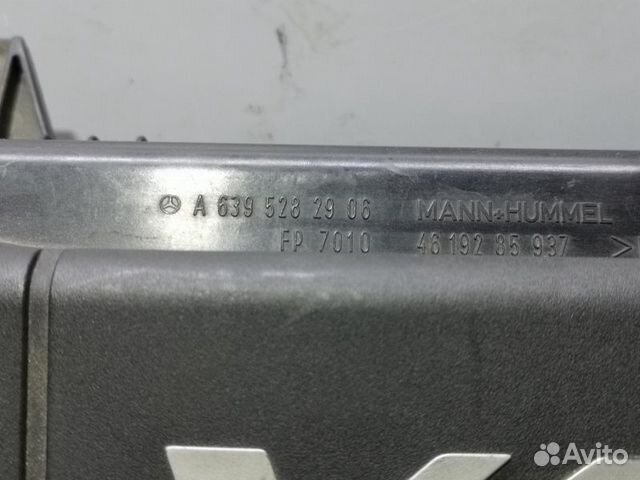 A 639 528 29 06 MANN+HUMMEL
FP 7010 46 192 85 937 >
Avito